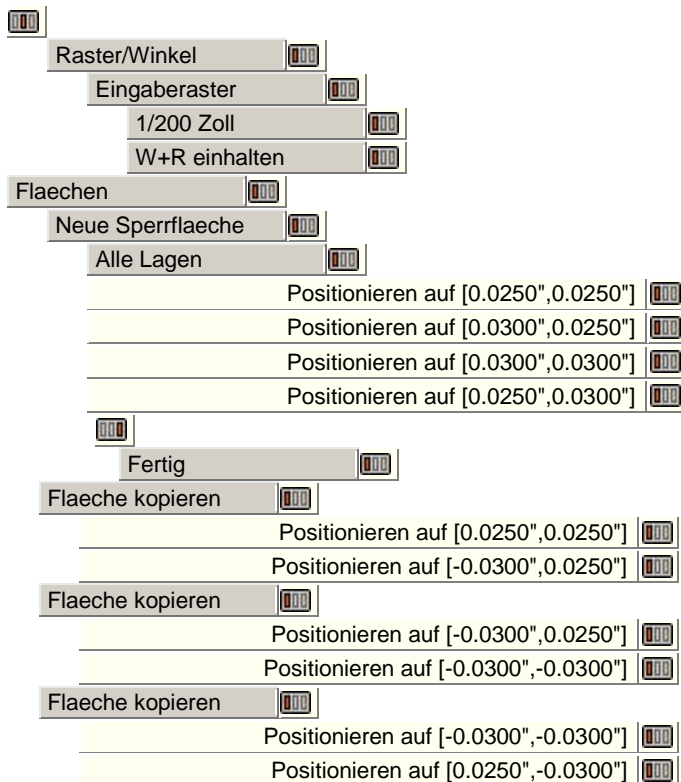 Raster/Winkel
Eingaberaster
1/200 Zoll
W+R einhalten
Flaechen
Neue Sperrflaeche
Alle Lagen
Positionieren auf [0.0250",0.0250"]
Positionieren auf [0.0300",0.0250"]
Positionieren auf [0.0300",0.0300"]
Positionieren auf [0.0250",0.0300"]
Fertig
Flaeche kopieren
Positionieren auf [0.0250",0.0250"]
Positionieren auf [-0.0300",0.0250"]
Flaeche kopieren
Positionieren auf [-0.0300",0.0250"]
Positionieren auf [-0.0300",-0.0300"]
Flaeche kopieren
Positionieren auf [-0.0300",-0.0300"]
Positionieren auf [0.0250",-0.0300"]